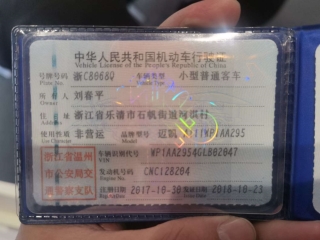 中华人民共和国机动车行驶证
Vehicle License of the People's Republic of China
号牌号码 浙CB068Q 车辆类型 小型普通客车
Plate No. Vehicle Type
所有人 刘春平
Owner
住址 浙江省乐清市石帆街道
Address
使用性质 非营运 品牌型号 迈凯
Use Character Model
浙江省温州 车辆识别代号 WP1AA2954GLB02047
市公安局交 VIN
通警察支队 发动机号码 CNC128204
Engine No.
注册日期 2017-10-30 发证日期 2018-10-23